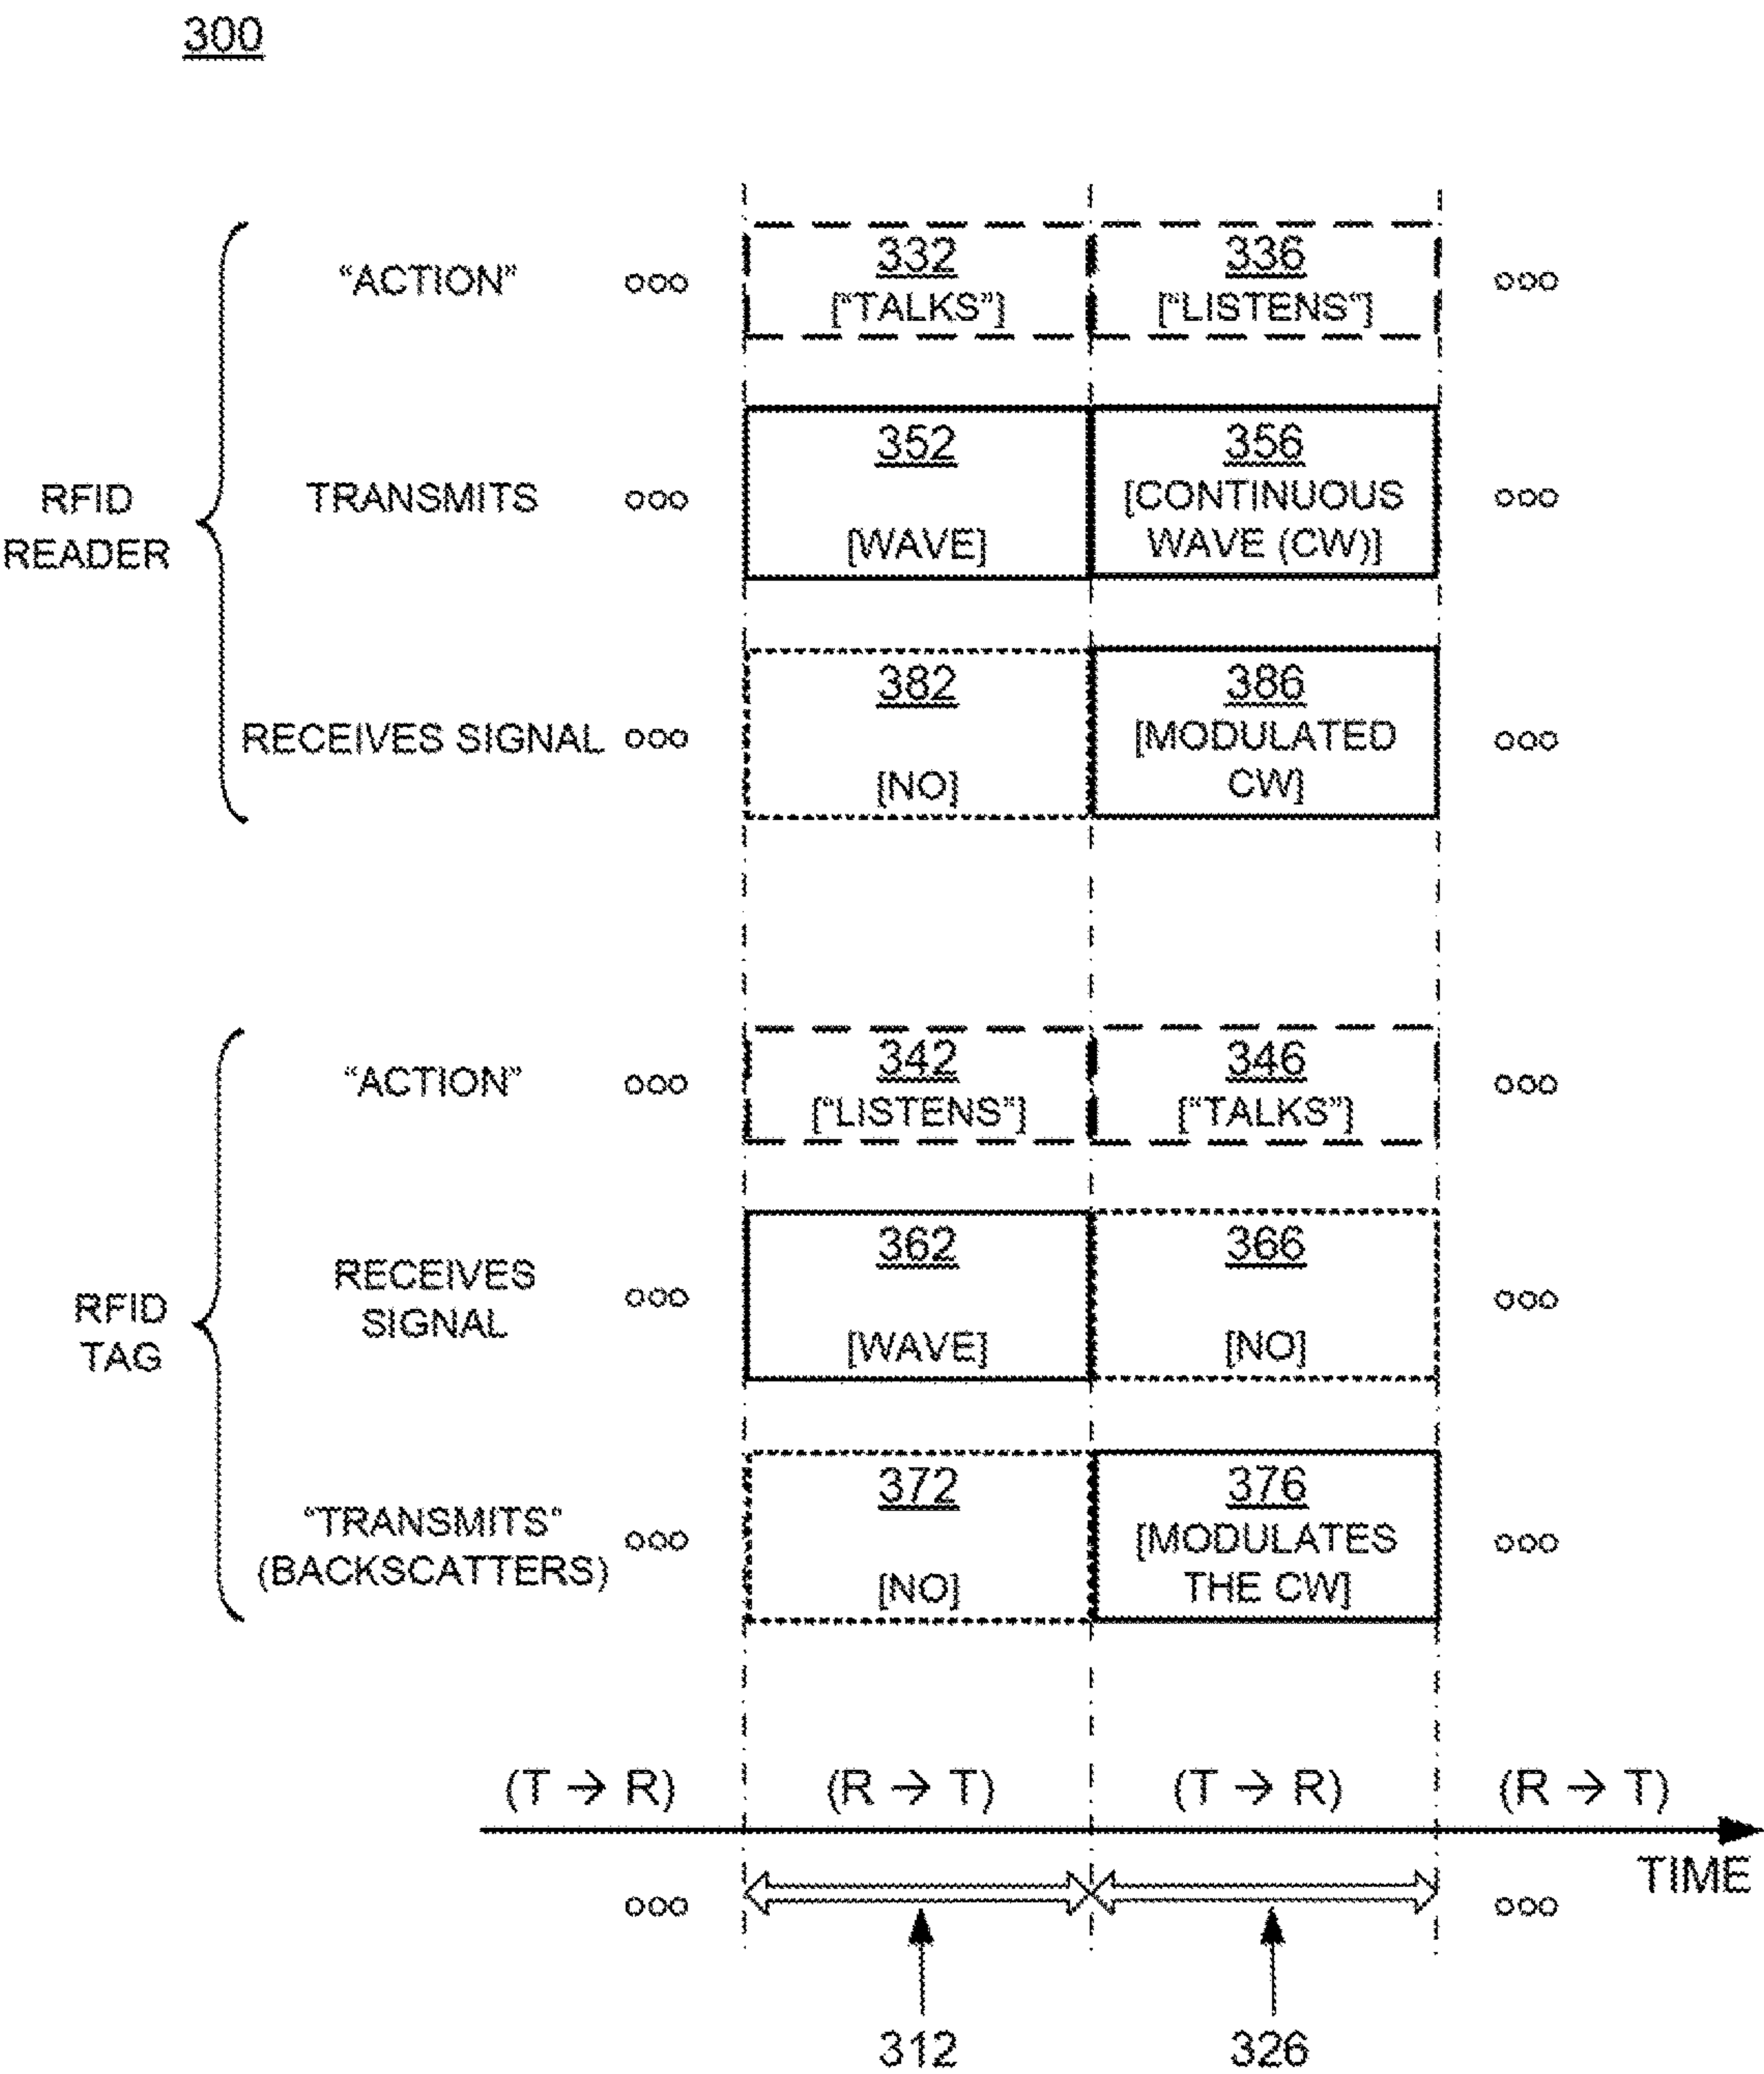 300
"ACTION"
ooo
332
["TALKS"]
336
["LISTENS"]
ooo
RFID
READER
TRANSMITS
ooo
352
[WAVE]
356
[CONTINUOUS
WAVE (CW)]
ooo
RECEIVES SIGNAL
ooo
382
[NO]
386
[MODULATED
CW]
ooo
"ACTION"
ooo
342
["LISTENS"]
346
["TALKS"]
ooo
RFID
TAG
RECEIVES
SIGNAL
ooo
362
[WAVE]
366
[NO]
ooo
"TRANSMITS"
(BACKSCATTERS)
ooo
372
[NO]
376
[MODULATES
THE CW]
ooo
(T → R)
(R → T)
(T → R)
(R → T)
TIME
ooo
ooo
312
326